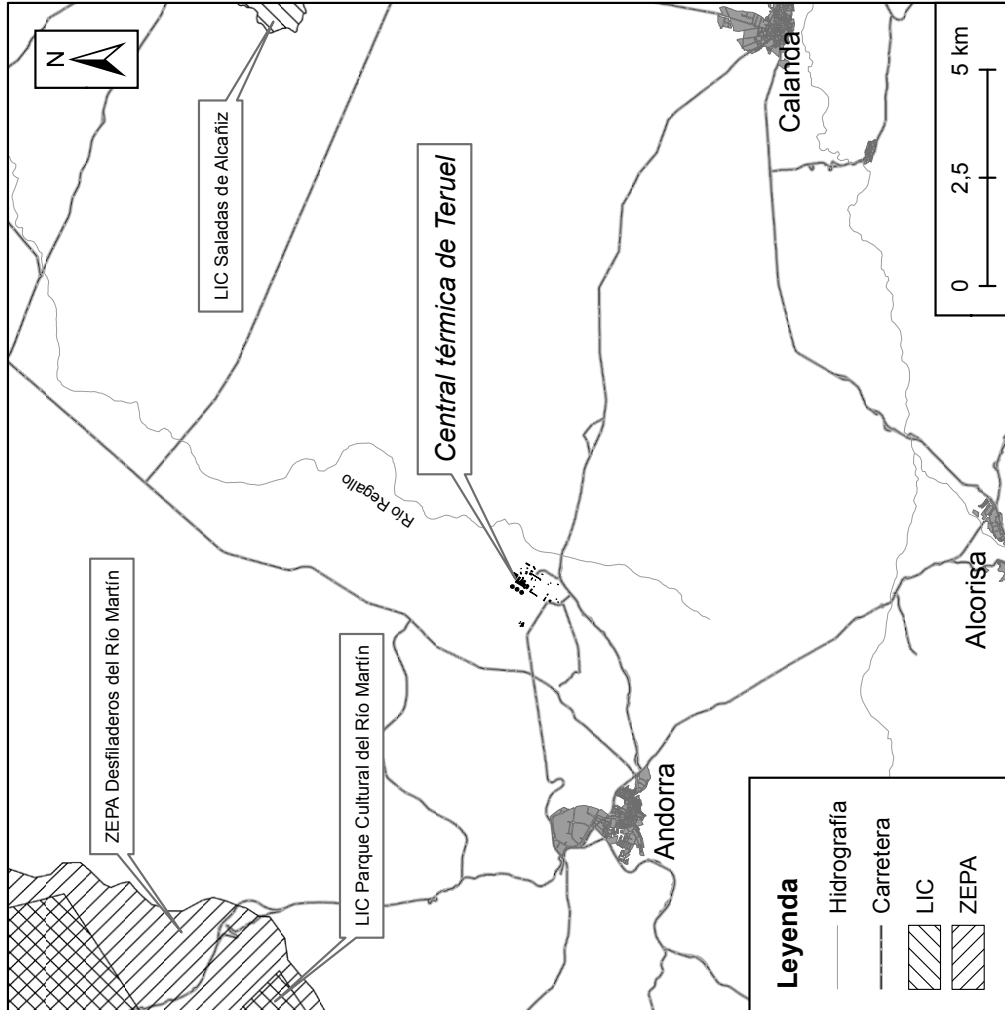 N
ZEPA Desfiladeros del Río Martín
LIC Parque Cultural del Río Martín
LIC Saladas de Alcañiz
Río Regallo
Central térmica de Teruel
Andorra
Alcorisa
Calanda
Leyenda
Hidrografía
Carretera
LIC
ZEPA
0 2,5 5 km